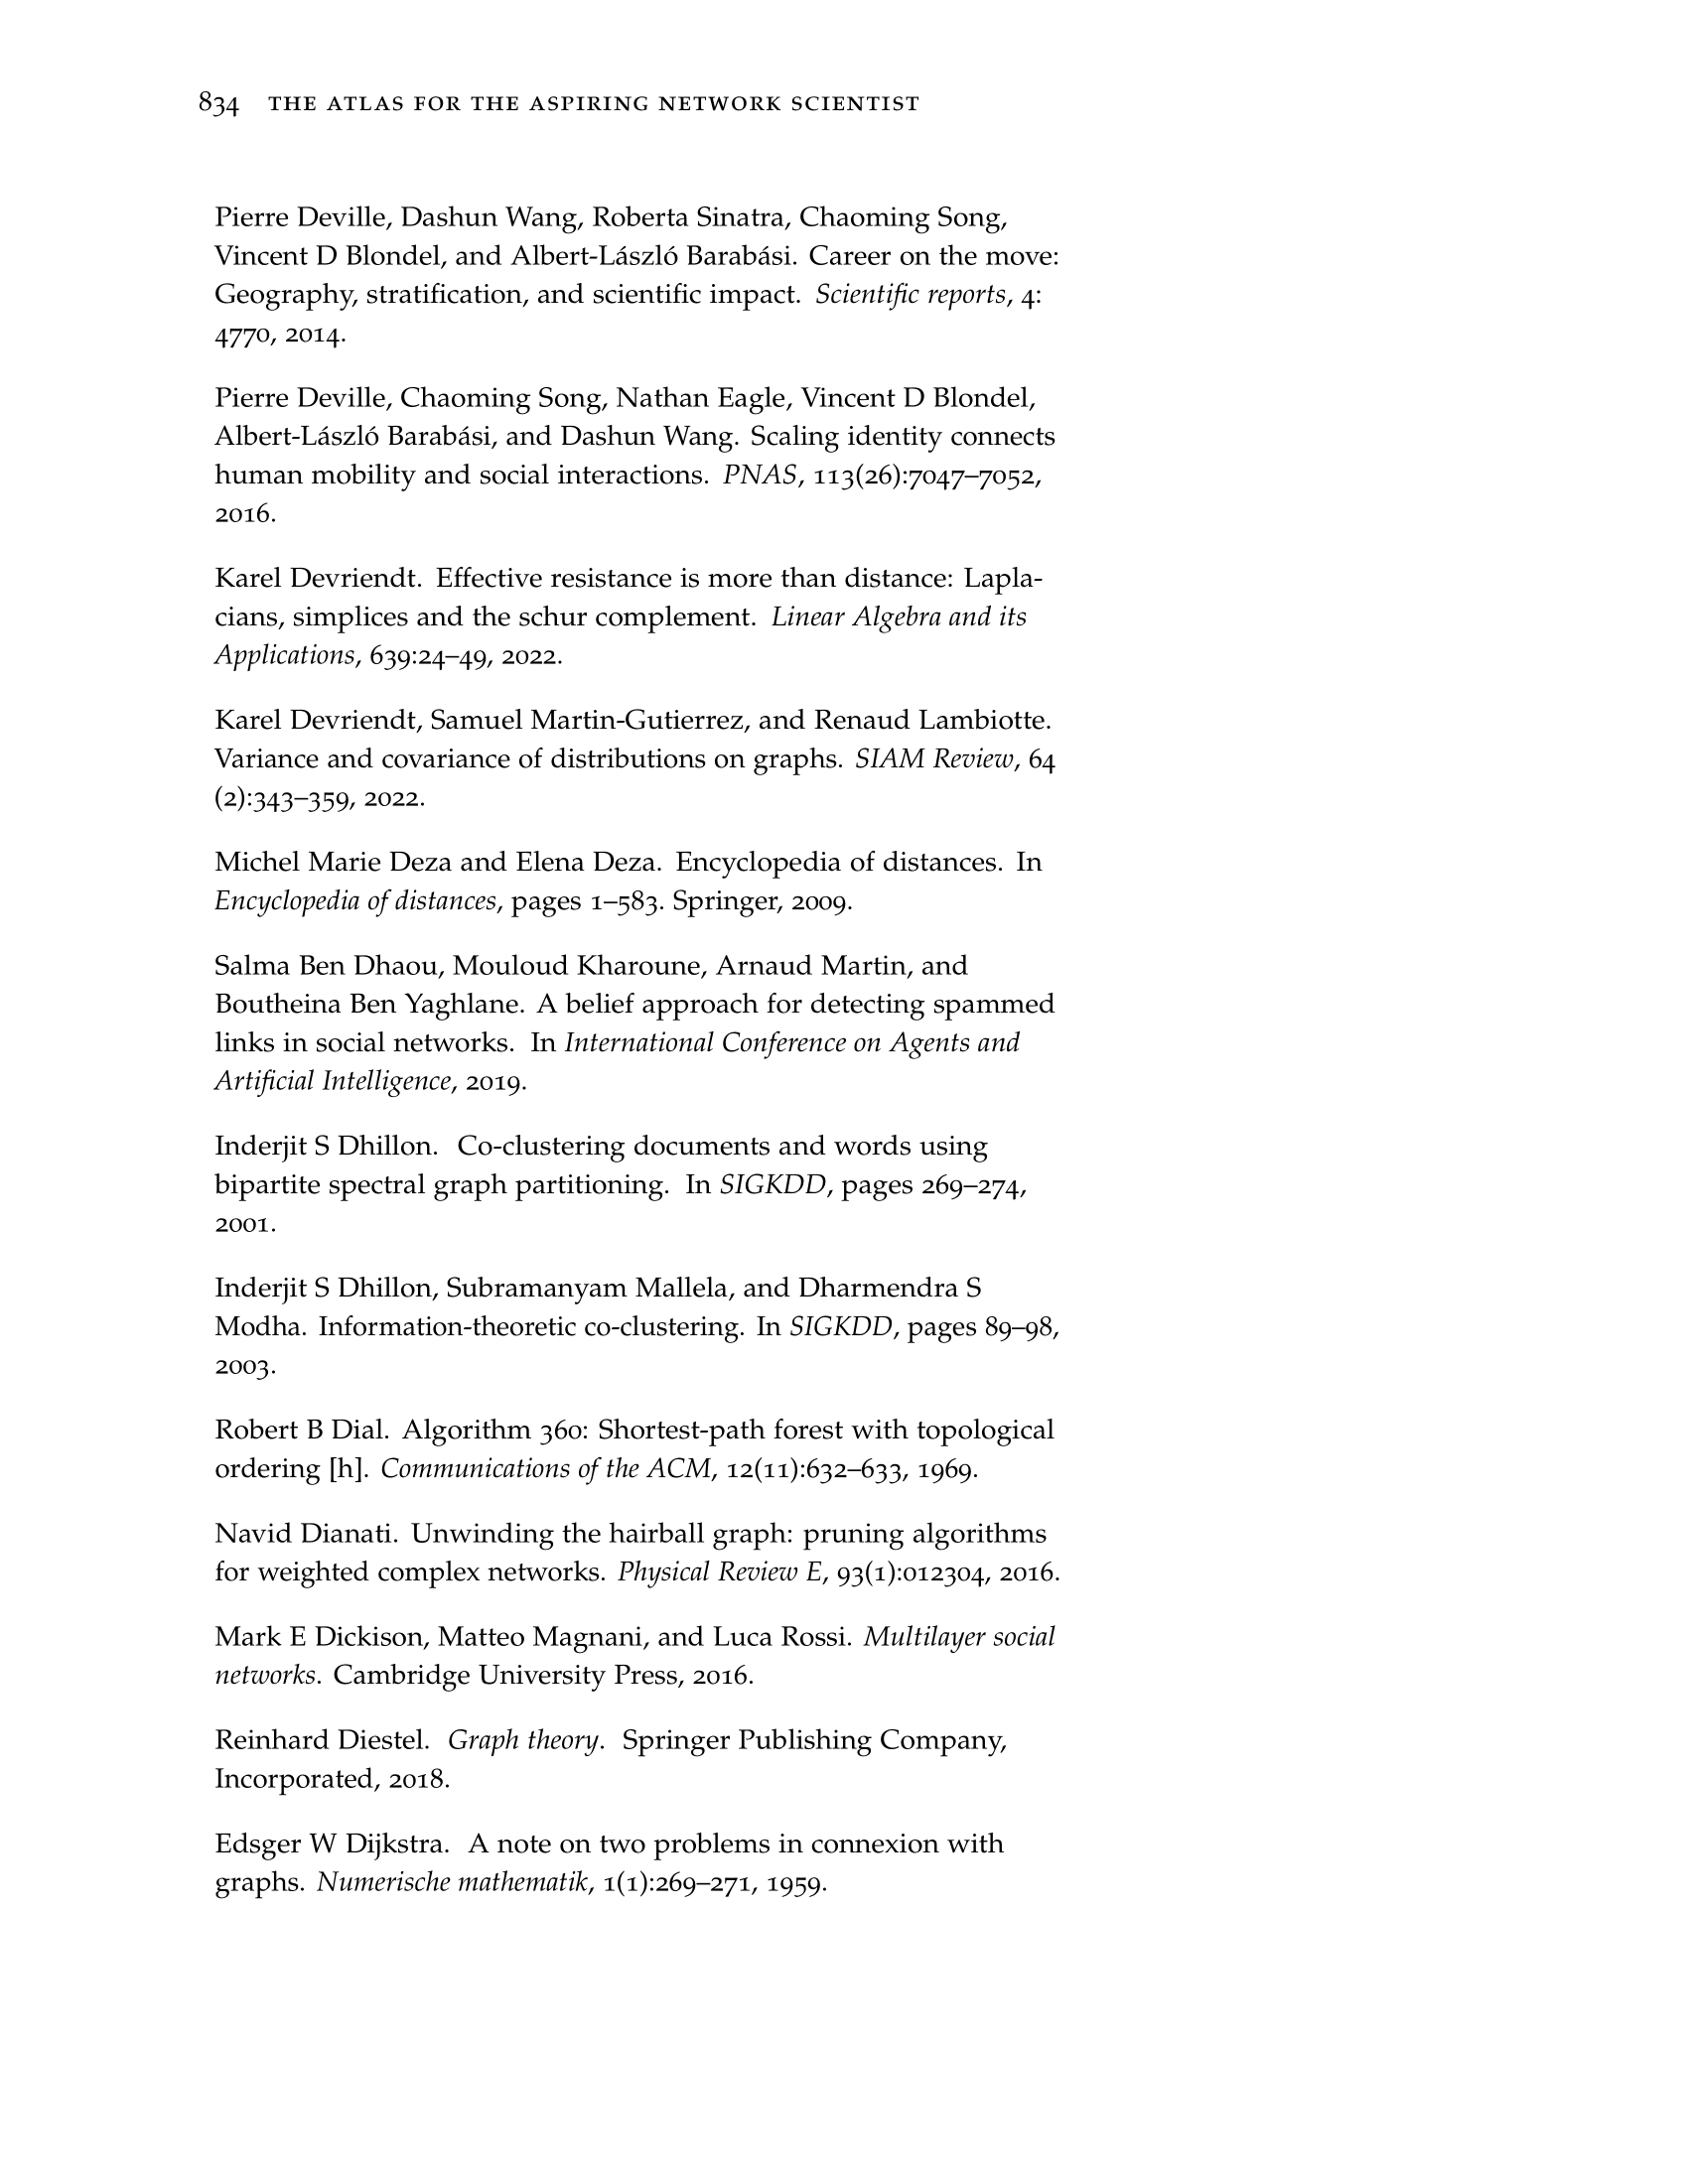 834 THE ATLAS FOR THE ASPIRING NETWORK SCIENTIST
Pierre Deville, Dashun Wang, Roberta Sinatra, Chaoming Song,
Vincent D Blondel, and Albert-László Barabási. Career on the move:
Geography, stratification, and scientific impact. Scientific reports, 4:
4770, 2014.
Pierre Deville, Chaoming Song, Nathan Eagle, Vincent D Blondel,
Albert-László Barabási, and Dashun Wang. Scaling identity connects
human mobility and social interactions. PNAS, 113(26):7047–7052,
2016.
Karel Devriendt. Effective resistance is more than distance: Lapla-
cians, simplices and the schur complement. Linear Algebra and its
Applications, 639:24–49, 2022.
Karel Devriendt, Samuel Martin-Gutierrez, and Renaud Lambiotte.
Variance and covariance of distributions on graphs. SIAM Review, 64
(2):343–359, 2022.
Michel Marie Deza and Elena Deza. Encyclopedia of distances. In
Encyclopedia of distances, pages 1–583. Springer, 2009.
Salma Ben Dhaou, Mouloud Kharoune, Arnaud Martin, and
Boutheina Ben Yaghlane. A belief approach for detecting spammed
links in social networks. In International Conference on Agents and
Artificial Intelligence, 2019.
Inderjit S Dhillon. Co-clustering documents and words using
bipartite spectral graph partitioning. In SIGKDD, pages 269–274,
2001.
Inderjit S Dhillon, Subramanyam Mallela, and Dharmendra S
Modha. Information-theoretic co-clustering. In SIGKDD, pages 89–98,
2003.
Robert B Dial. Algorithm 360: Shortest-path forest with topological
ordering [h]. Communications of the ACM, 12(11):632–633, 1969.
Navid Dianati. Unwinding the hairball graph: pruning algorithms
for weighted complex networks. Physical Review E, 93(1):012304, 2016.
Mark E Dickison, Matteo Magnani, and Luca Rossi. Multilayer social
networks. Cambridge University Press, 2016.
Reinhard Diestel. Graph theory. Springer Publishing Company,
Incorporated, 2018.
Edsger W Dijkstra. A note on two problems in connexion with
graphs. Numerische mathematik, 1(1):269–271, 1959.